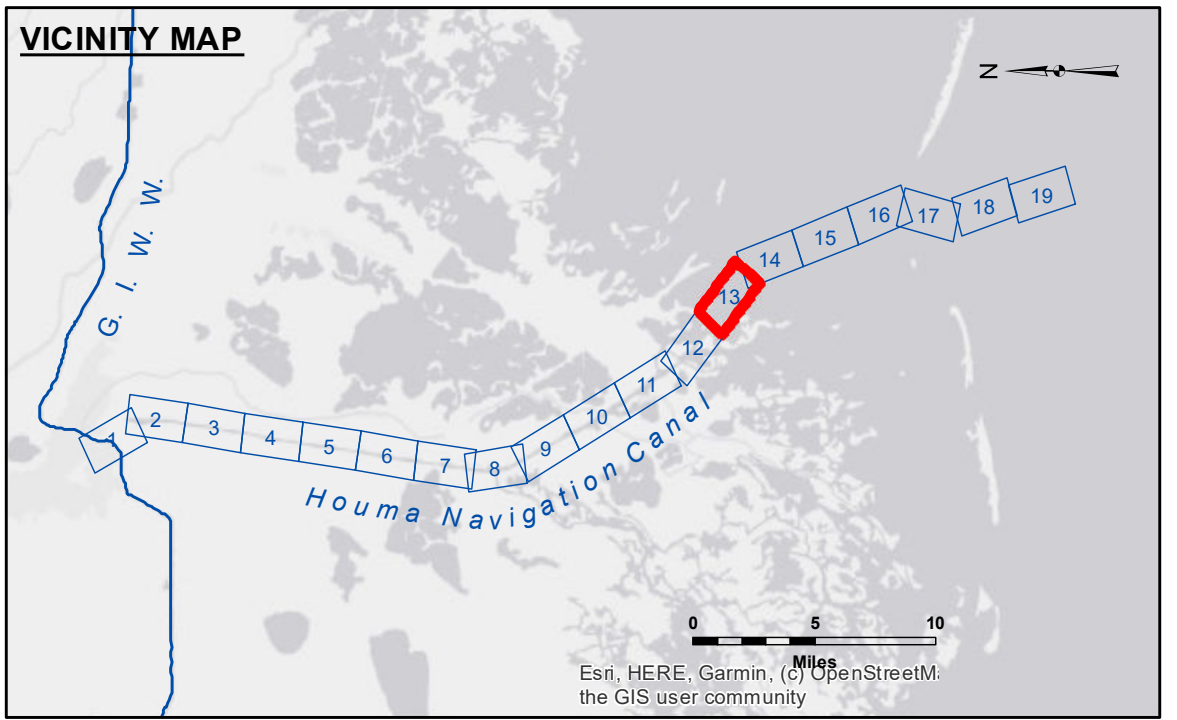 VICINITY MAP
N
G. I. W. W.
19
18
17
16
15
14
13
12
11
10
9
8
7
6
5
4
3
2
1
Houma Navigation Canal
0 5 10
Miles
Esri, HERE, Garmin, (c) OpenStreetM
the GIS user community